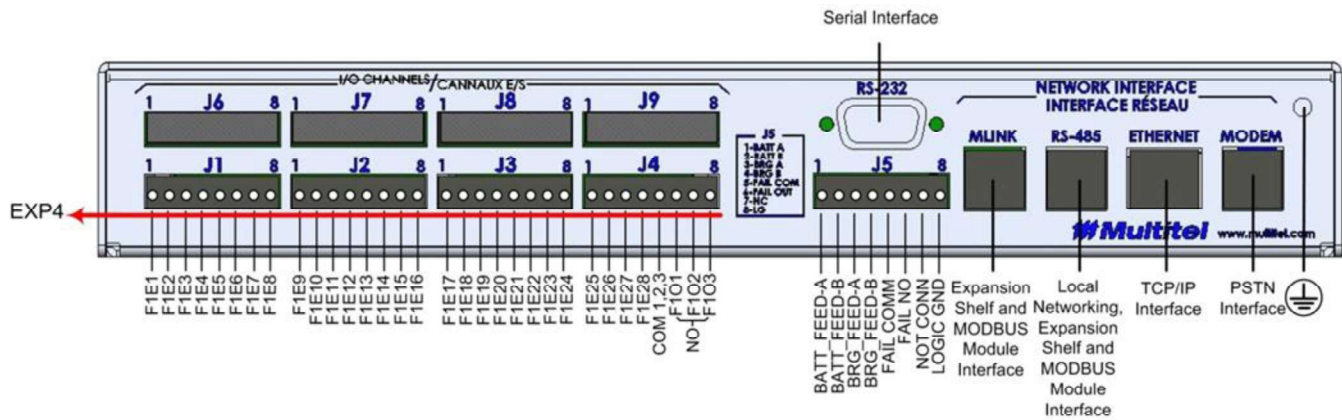 Serial Interface
I/O CHANNELS/CANNAUX E/S
1 J6 8
1 J7 8
1 J8 8
1 J9 8
RS-232
NETWORK INTERFACE
INTERFACE RÉSEAU
MLINK
RS-485
ETHERNET
MODEM
1 J1 8
1 J2 8
1 J3 8
1 J4 8
J5
1-BATT A
2-BATT B
3-BRG A
4-BRG B
5-FAIL COM
6-FAIL OUT
7-NC
8-LG
1 J5 8
EXP4
Multitel
www.multitel.com
F1E1
F1E2
F1E3
F1E4
F1E5
F1E6
F1E7
F1E8
F1E9
F1E10
F1E11
F1E12
F1E13
F1E14
F1E15
F1E16
F1E17
F1E18
F1E19
F1E20
F1E21
F1E22
F1E23
F1E24
F1E25
F1E26
F1E27
F1E28
COM 1,2,3
F1O1
F1O2
F1O3
NO
BATT_FEED-A
BATT_FEED-B
BRG_FEED-A
BRG_FEED-B
FAIL COMM
FAIL NO
NOT CONN
LOGIC GND
Expansion
Shelf and
MODBUS
Module
Interface
Local
Networking,
Expansion
Shelf and
MODBUS
Module
Interface
TCP/IP
Interface
PSTN
Interface